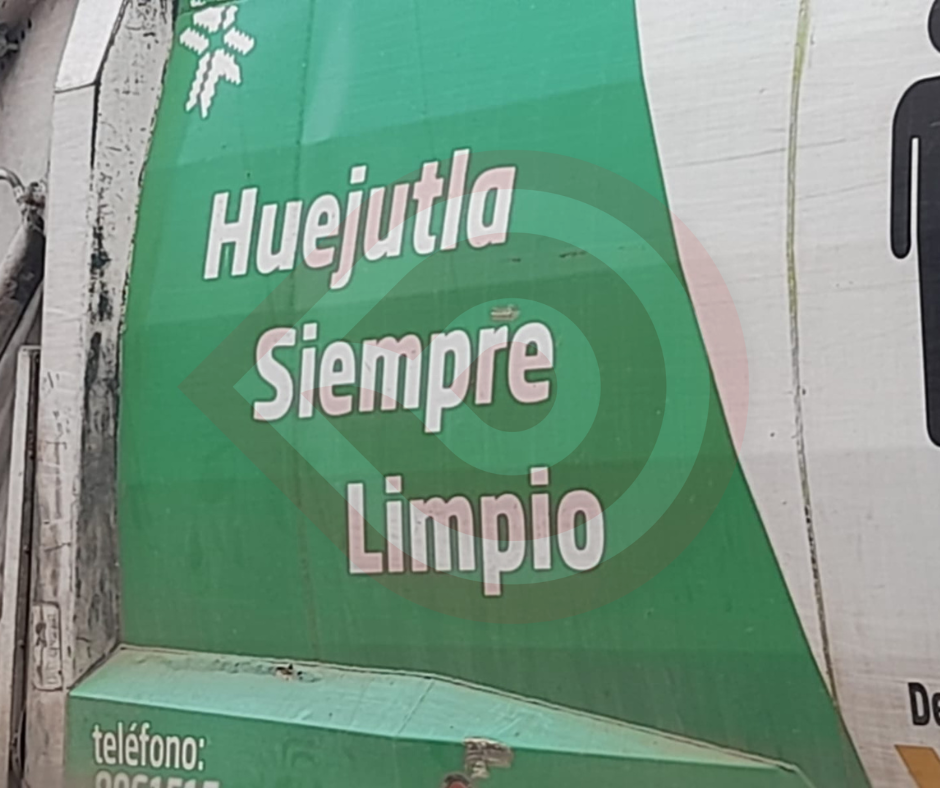 Huejutla
Siempre
Limpio
teléfono: